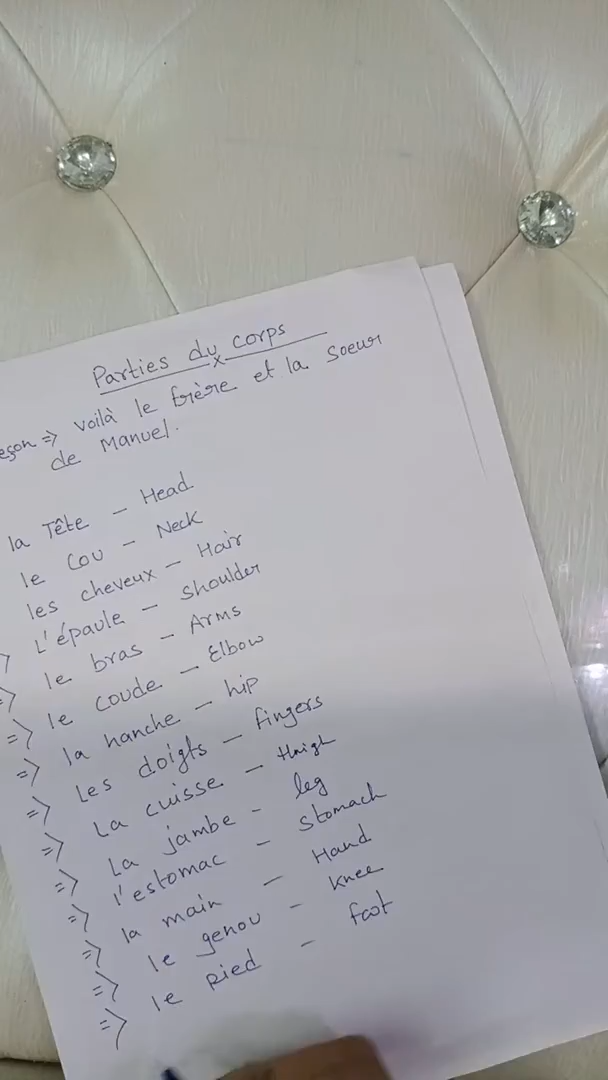 Parties du corps
x
eçon => Voilà le frère et la soeur
de Manuel.
la Tête - Head
le cou - Neck
les cheveux - Hair
=> L'épaule - shoulder
=> le bras - Arms
=> le coude - Elbow
=> la hanche - hip
=> Les doigts - fingers
=> La cuisse - thigh
=> La jambe - leg
=> l'estomac - stomach
=> la main - Hand
=> le genou - knee
=> le pied - foot